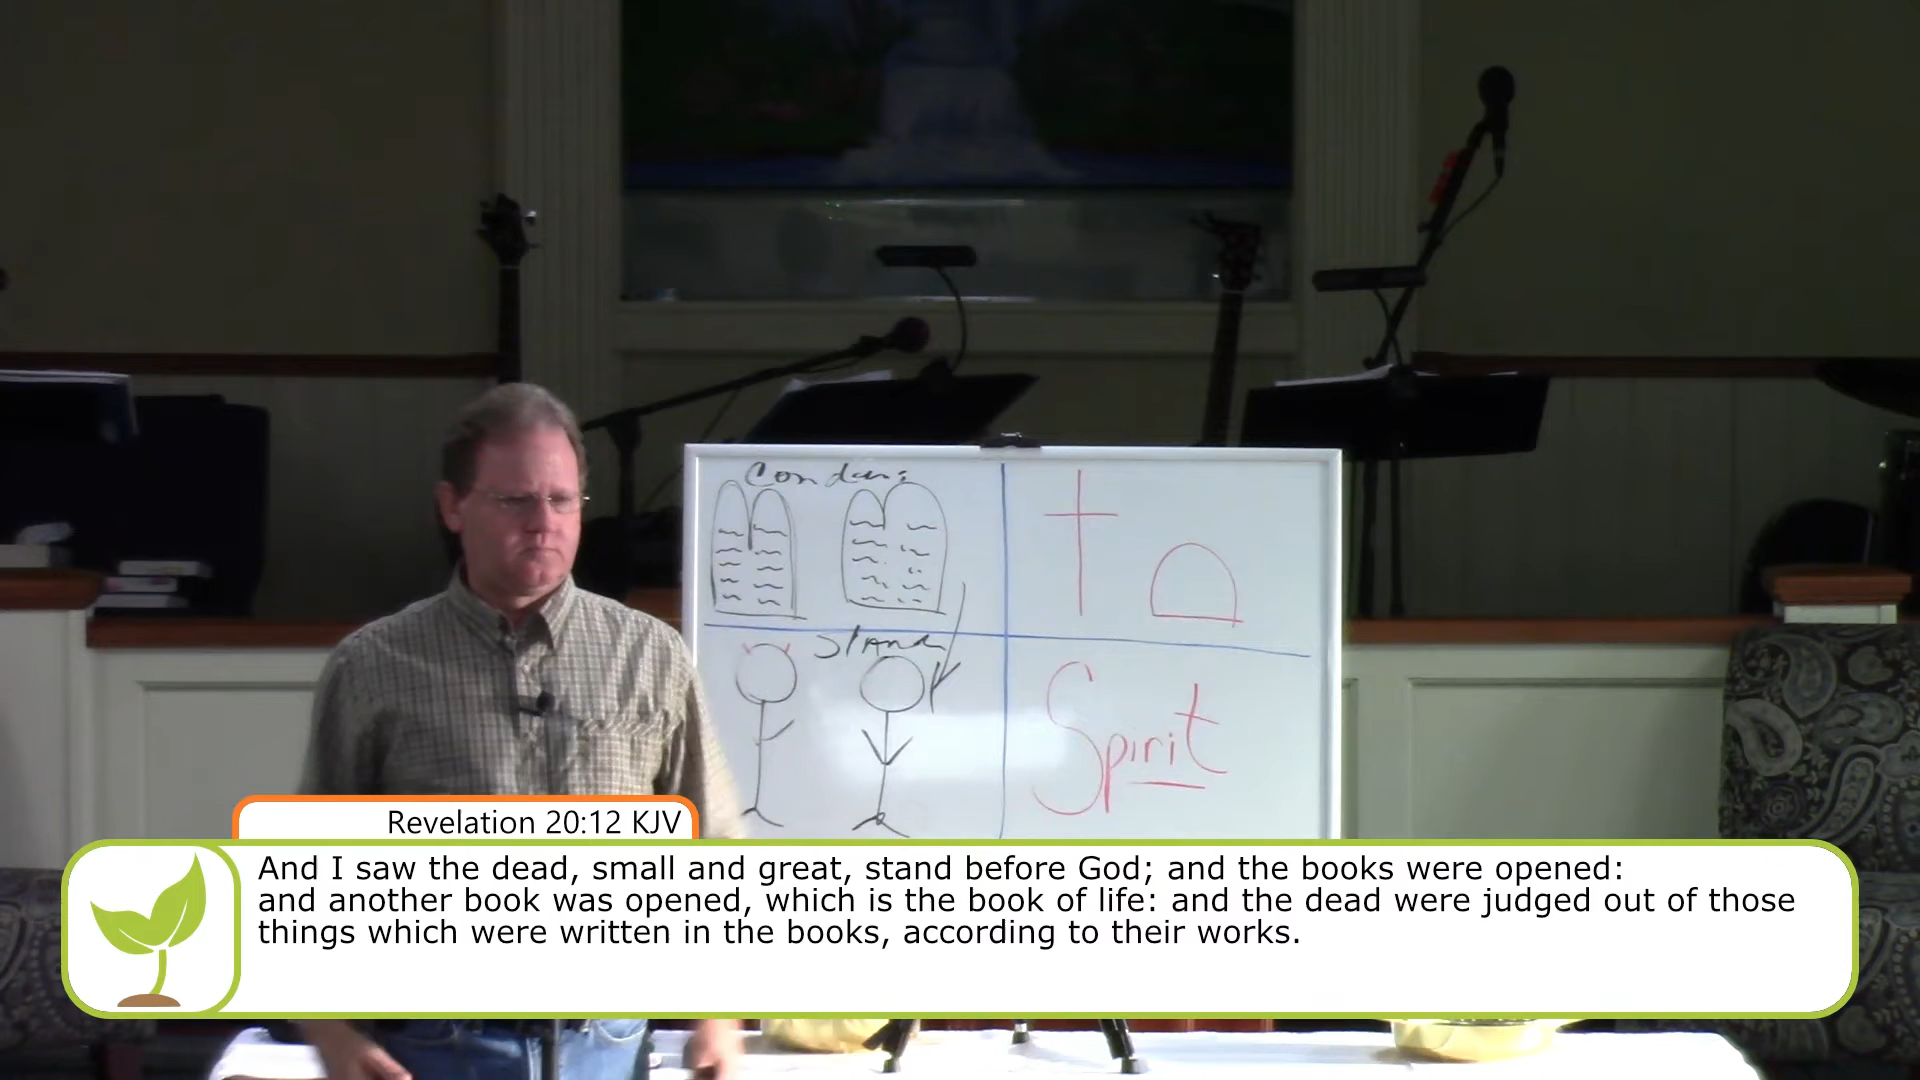 Conden:
Stand
Spirit
Revelation 20:12 KJV
And I saw the dead, small and great, stand before God; and the books were opened:
and another book was opened, which is the book of life: and the dead were judged out of those
things which were written in the books, according to their works.